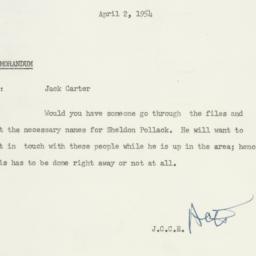 April 2, 1954
MORANDUM
: Jack Carter
Would you have someone go through the files and
t the necessary names for Sheldon Pollack. He will want to
t in touch with these people while he is up in the area; henc
is has to be done right away or not at all.
J.C.C.E.